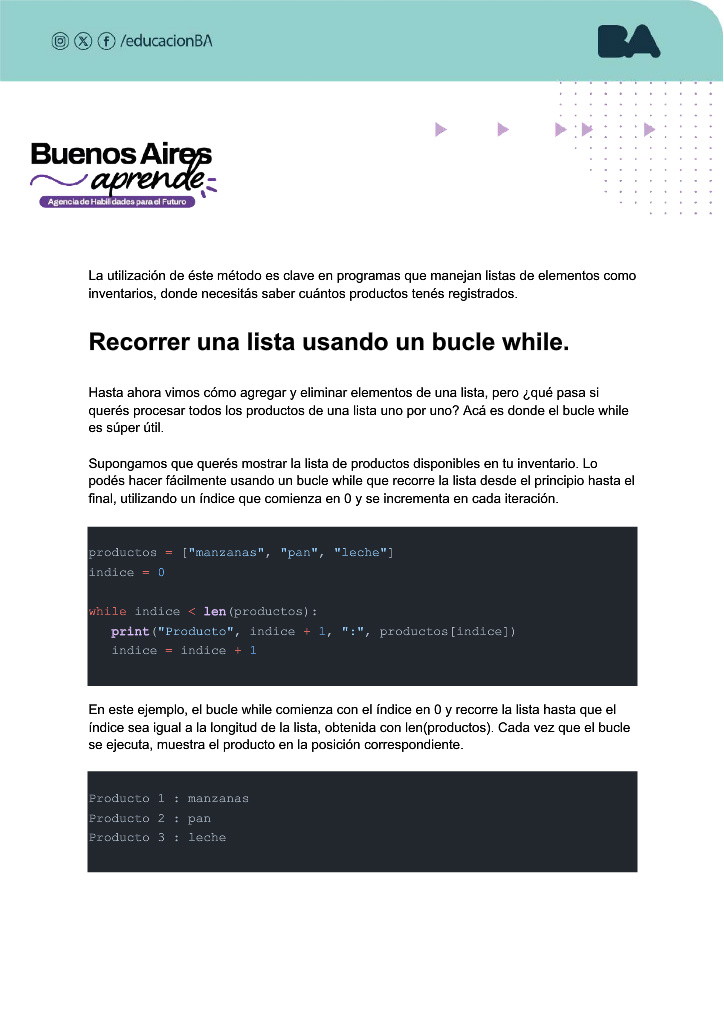 /educacionBA
BA
Buenos Aires
aprende
Agencia de Habilidades para el Futuro
La utilización de éste método es clave en programas que manejan listas de elementos como
inventarios, donde necesitás saber cuántos productos tenés registrados.
Recorrer una lista usando un bucle while.
Hasta ahora vimos cómo agregar y eliminar elementos de una lista, pero ¿qué pasa si
querés procesar todos los productos de una lista uno por uno? Acá es donde el bucle while
es súper útil.
Supongamos que querés mostrar la lista de productos disponibles en tu inventario. Lo
podés hacer fácilmente usando un bucle while que recorre la lista desde el principio hasta el
final, utilizando un índice que comienza en 0 y se incrementa en cada iteración.
productos = ["manzanas", "pan", "leche"]
indice = 0
while indice < len(productos):
    print("Producto", indice + 1, ":", productos[indice])
    indice = indice + 1
En este ejemplo, el bucle while comienza con el índice en 0 y recorre la lista hasta que el
índice sea igual a la longitud de la lista, obtenida con len(productos). Cada vez que el bucle
se ejecuta, muestra el producto en la posición correspondiente.
Producto 1 : manzanas
Producto 2 : pan
Producto 3 : leche